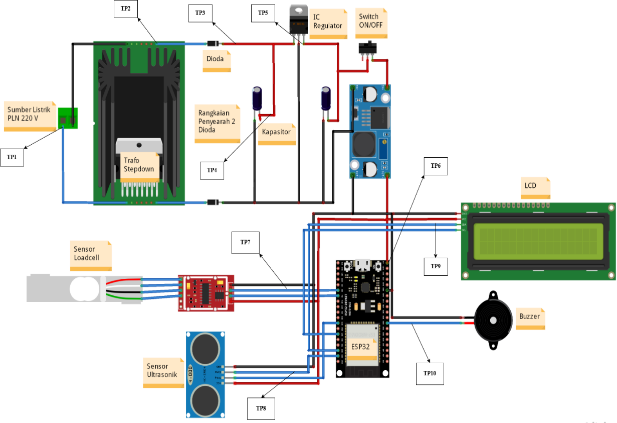 TP2
TP3
TP5
IC
Regulator
Switch
ON/OFF
Dioda
Sumber Listrik
PLN 220 V
Rangkaian
Penyearah 2
Dioda
Kapasitor
TP1
Trafo
Stepdown
TP4
TP6
LCD
TP7
Sensor
Loadcell
TP9
Buzzer
ESP32
Sensor
Ultrasonik
TP10
TP8